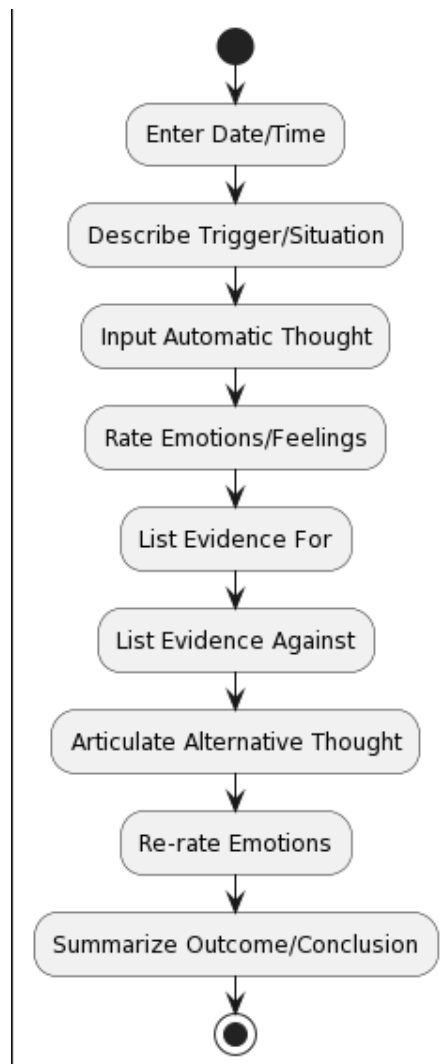 Enter Date/Time
Describe Trigger/Situation
Input Automatic Thought
Rate Emotions/Feelings
List Evidence For
List Evidence Against
Articulate Alternative Thought
Re-rate Emotions
Summarize Outcome/Conclusion